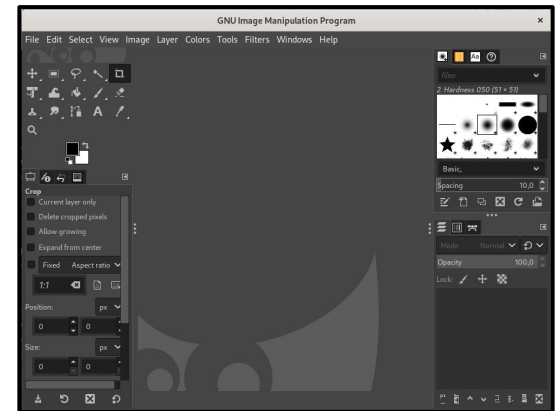 GNU Image Manipulation Program
File Edit Select View Image Layer Colors Tools Filters Windows Help
Aa
filter
2. Hardness 050 (51 × 51)
A
Basic,
Spacing 10,0
Crop
Current layer only
Delete cropped pixels
Allow growing
Expand from center
Fixed Aspect ratio
1:1
Position: px
0 0
Size: px
0 0
Mode Normal
Opacity 100,0
Lock: